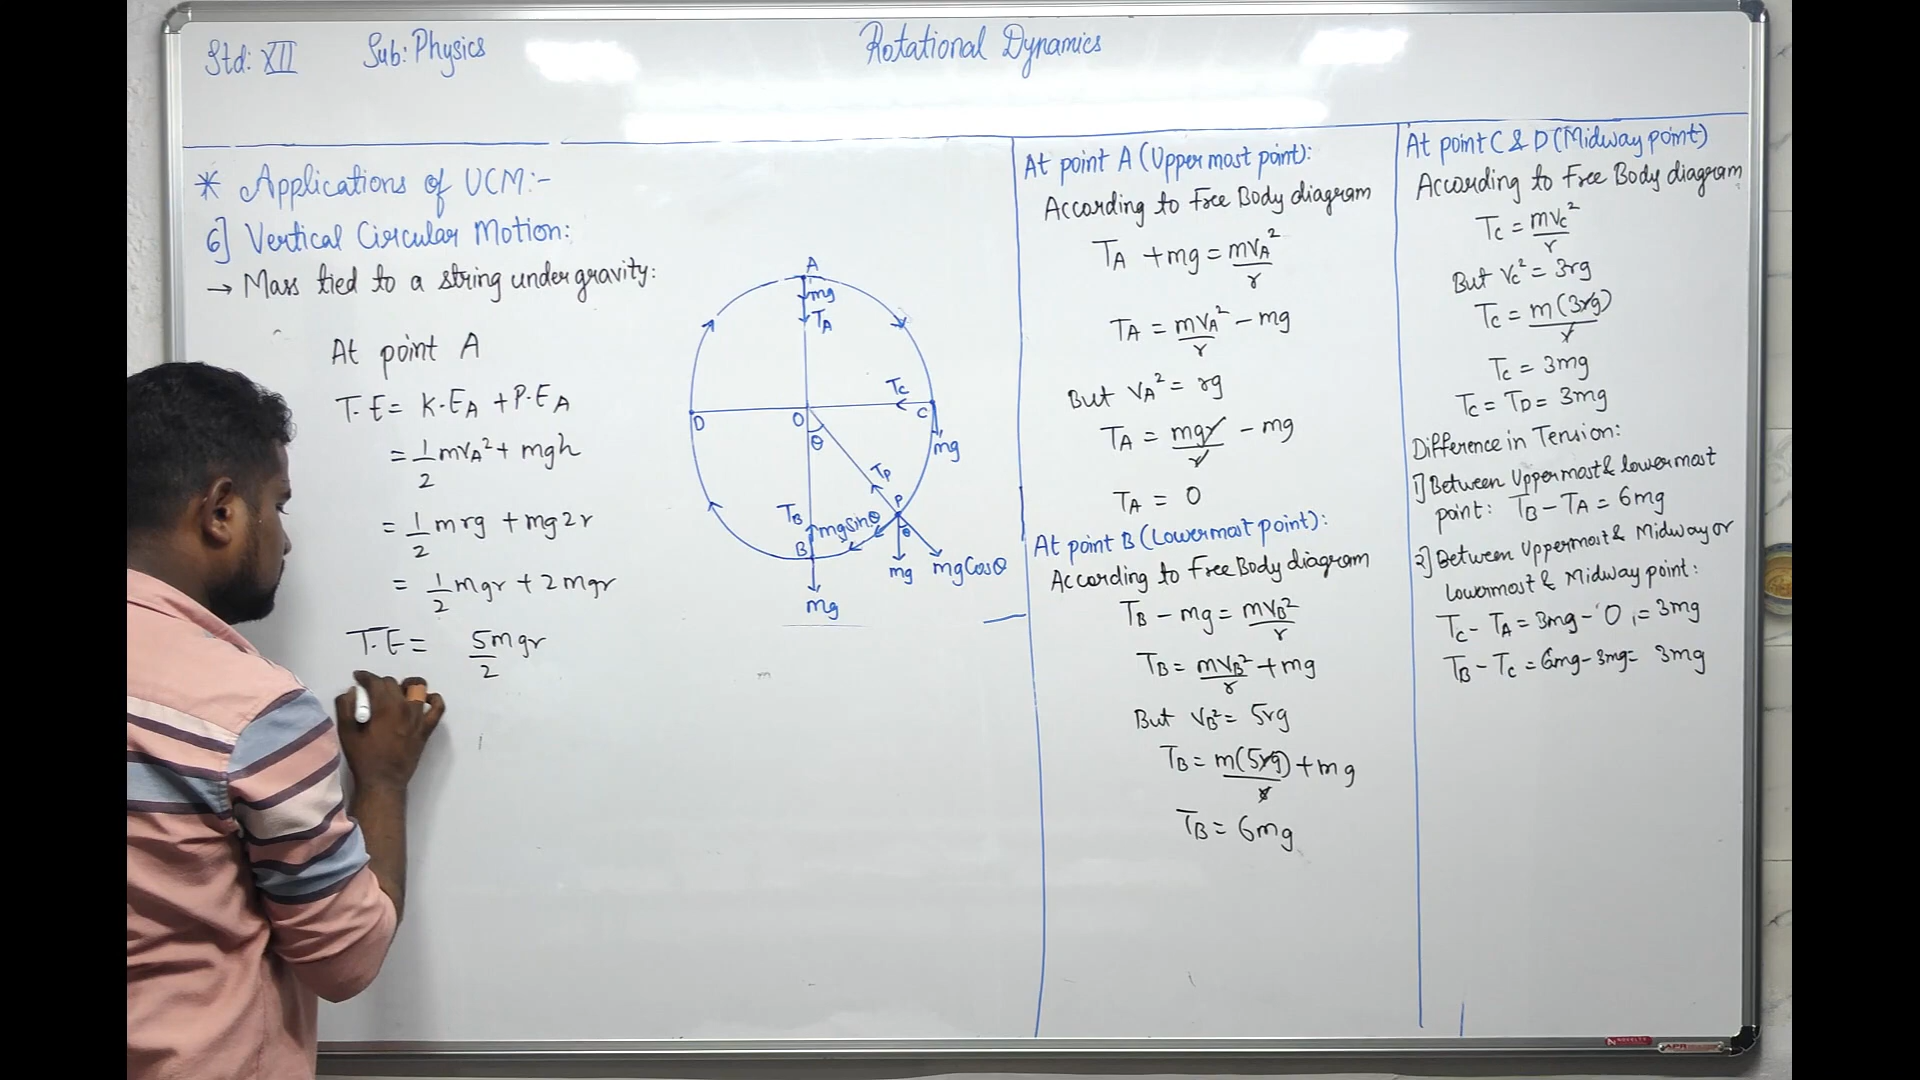 Std: XII Sub: Physics Rotational Dynamics
* Applications of UCM:-
6] Vertical Circular Motion:
→ Mass tied to a string under gravity:
At point A
T.E = K.E_A + P.E_A
= 1/2 mv_A² + mgh
= 1/2 mrg + mg2r
= 1/2 mgr + 2mgr
T.E = 5/2 mgr
A
mg
T_A
D
O
θ
T_C
C
mg
T_P
P
θ
T_B
mgsinθ
B
mg
mgCosθ
mg
At point A (Uppermost point):
According to Free Body diagram
T_A + mg = mv_A²/r
T_A = mv_A²/r - mg
But v_A² = rg
T_A = mgr/r - mg
T_A = 0
At point B (Lowermost point):
According to Free Body diagram
T_B - mg = mv_B²/r
T_B = mv_B²/r + mg
But v_B² = 5rg
T_B = m(5rg)/r + mg
T_B = 6mg
At point C & D (Midway point)
According to Free Body diagram
T_C = mv_C²/r
But v_C² = 3rg
T_C = m(3rg)/r
T_C = 3mg
T_C = T_D = 3mg
Difference in Tension:
1] Between Uppermost & lowermost
point: T_B - T_A = 6mg
2] Between Uppermost & Midway or
lowermost & Midway point:
T_C - T_A = 3mg - 0 = 3mg
T_B - T_C = 6mg - 3mg = 3mg